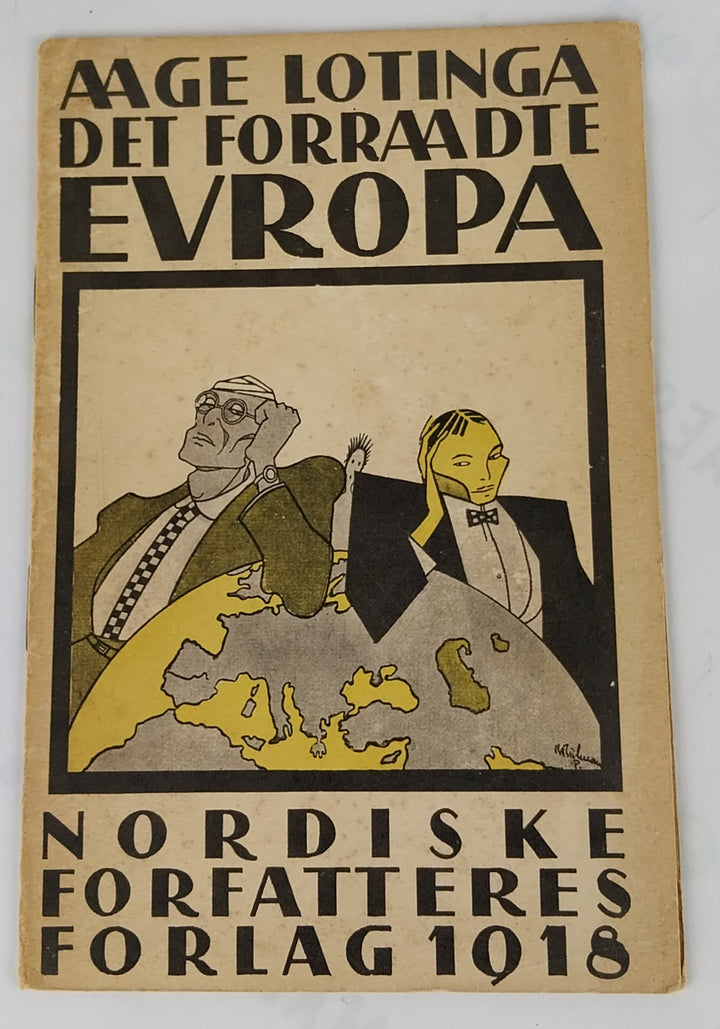 AAGE LOTINGA
DET FORRAADTE
EVROPA
NORDISKE
FORFATTERES
FORLAG 1918